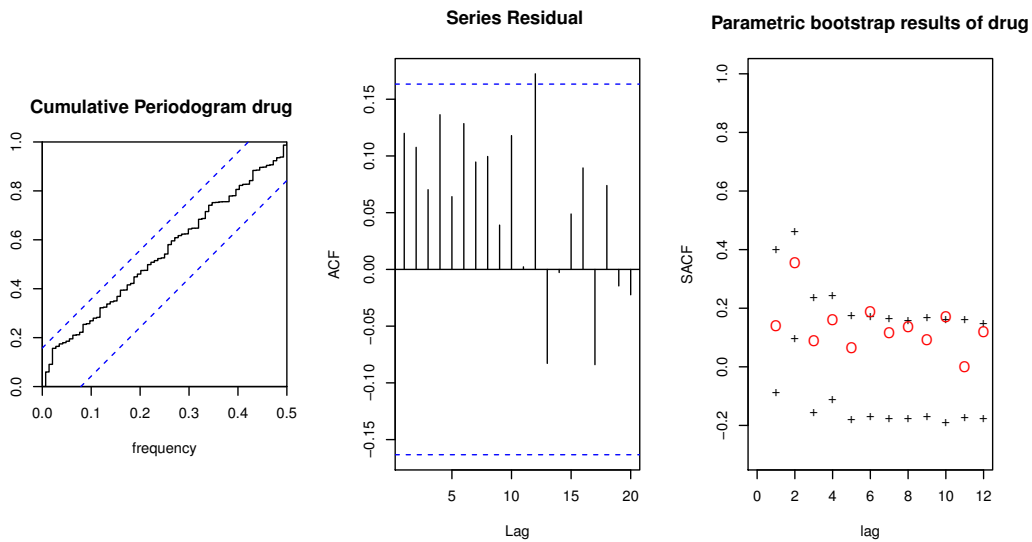 Series Residual
Parametric bootstrap results of drug
Cumulative Periodogram drug
0.0 0.2 0.4 0.6 0.8 1.0
0.0 0.1 0.2 0.3 0.4 0.5
frequency
ACF
−0.15 −0.10 −0.05 0.00 0.05 0.10 0.15
5 10 15 20
Lag
SACF
−0.2 0.0 0.2 0.4 0.6 0.8 1.0
0 2 4 6 8 10 12
lag